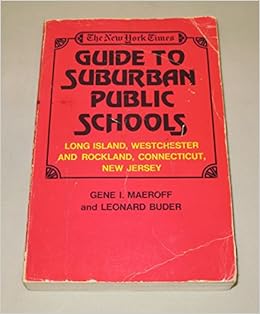 The New York Times
GUIDE TO
SUBURBAN
PUBLIC
SCHOOLS
LONG ISLAND, WESTCHESTER
AND ROCKLAND, CONNECTICUT,
NEW JERSEY
GENE I. MAEROFF
and LEONARD BUDER